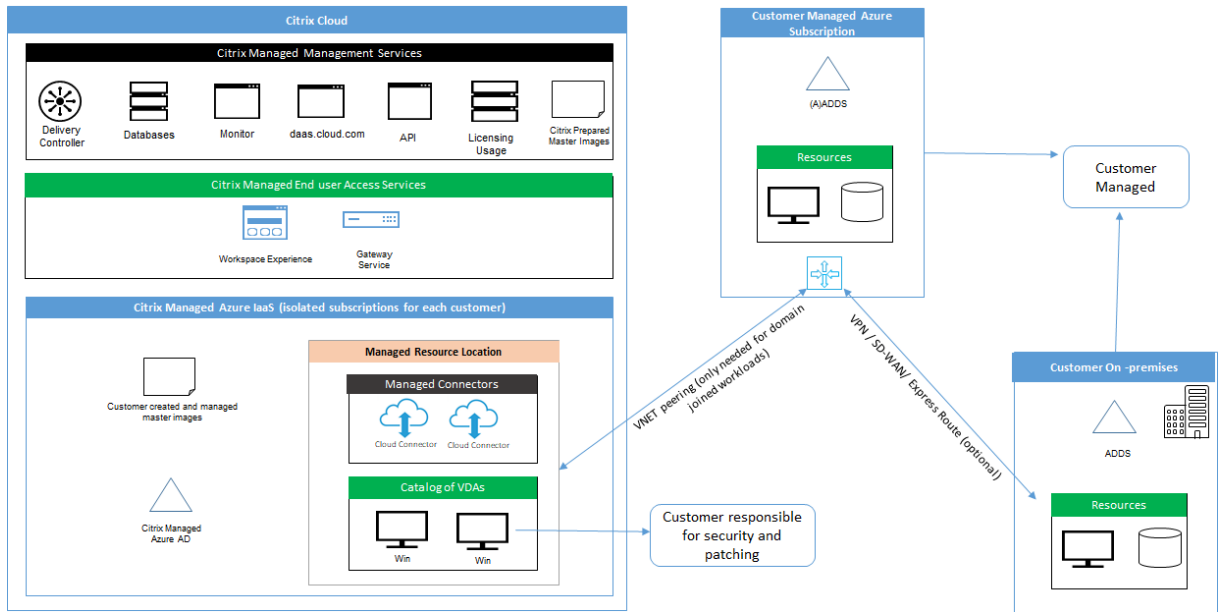 Citrix Cloud
Citrix Managed Management Services
Delivery
Controller
Databases
Monitor
daas.cloud.com
API
Licensing
Usage
Citrix Prepared
Master Images
Citrix Managed End user Access Services
Workspace Experience
Gateway
Service
Citrix Managed Azure IaaS (isolated subscriptions for each customer)
Customer created and managed
master images
Citrix Managed
Azure AD
Managed Resource Location
Managed Connectors
Cloud Connector
Cloud Connector
Catalog of VDAs
Win
Win
Customer responsible
for security and
patching
VNET peering (only needed for domain
joined workloads)
Customer Managed Azure
Subscription
(A)ADDS
Resources
VPN / SD-WAN/ Express Route (optional)
Customer
Managed
Customer On -premises
ADDS
Resources